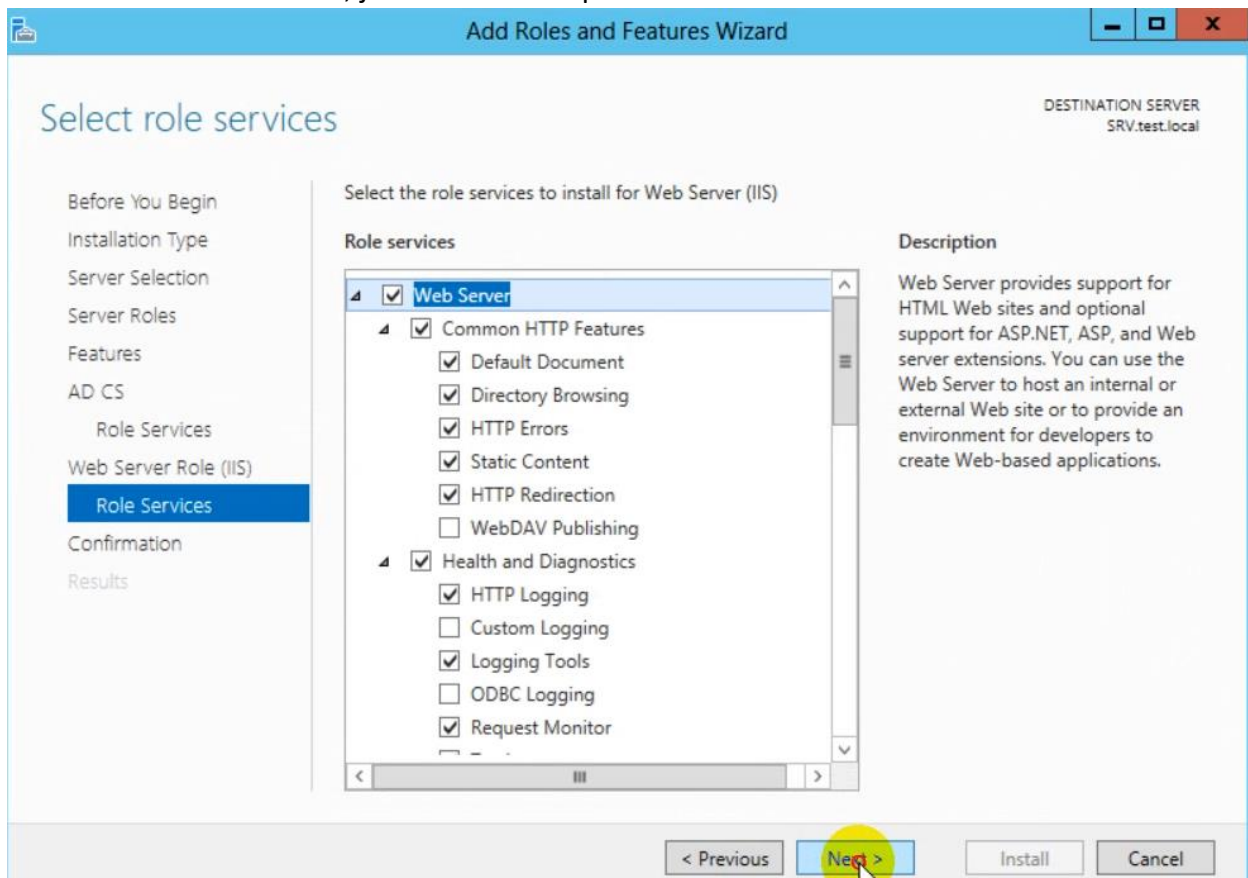 Add Roles and Features Wizard
Select role services
DESTINATION SERVER
SRV.test.local
Before You Begin
Installation Type
Server Selection
Server Roles
Features
AD CS
Role Services
Web Server Role (IIS)
Role Services
Confirmation
Results
Select the role services to install for Web Server (IIS)
Role services
Web Server
Common HTTP Features
Default Document
Directory Browsing
HTTP Errors
Static Content
HTTP Redirection
WebDAV Publishing
Health and Diagnostics
HTTP Logging
Custom Logging
Logging Tools
ODBC Logging
Request Monitor
Description
Web Server provides support for
HTML Web sites and optional
support for ASP.NET, ASP, and Web
server extensions. You can use the
Web Server to host an internal or
external Web site or to provide an
environment for developers to
create Web-based applications.
< Previous
Next >
Install
Cancel